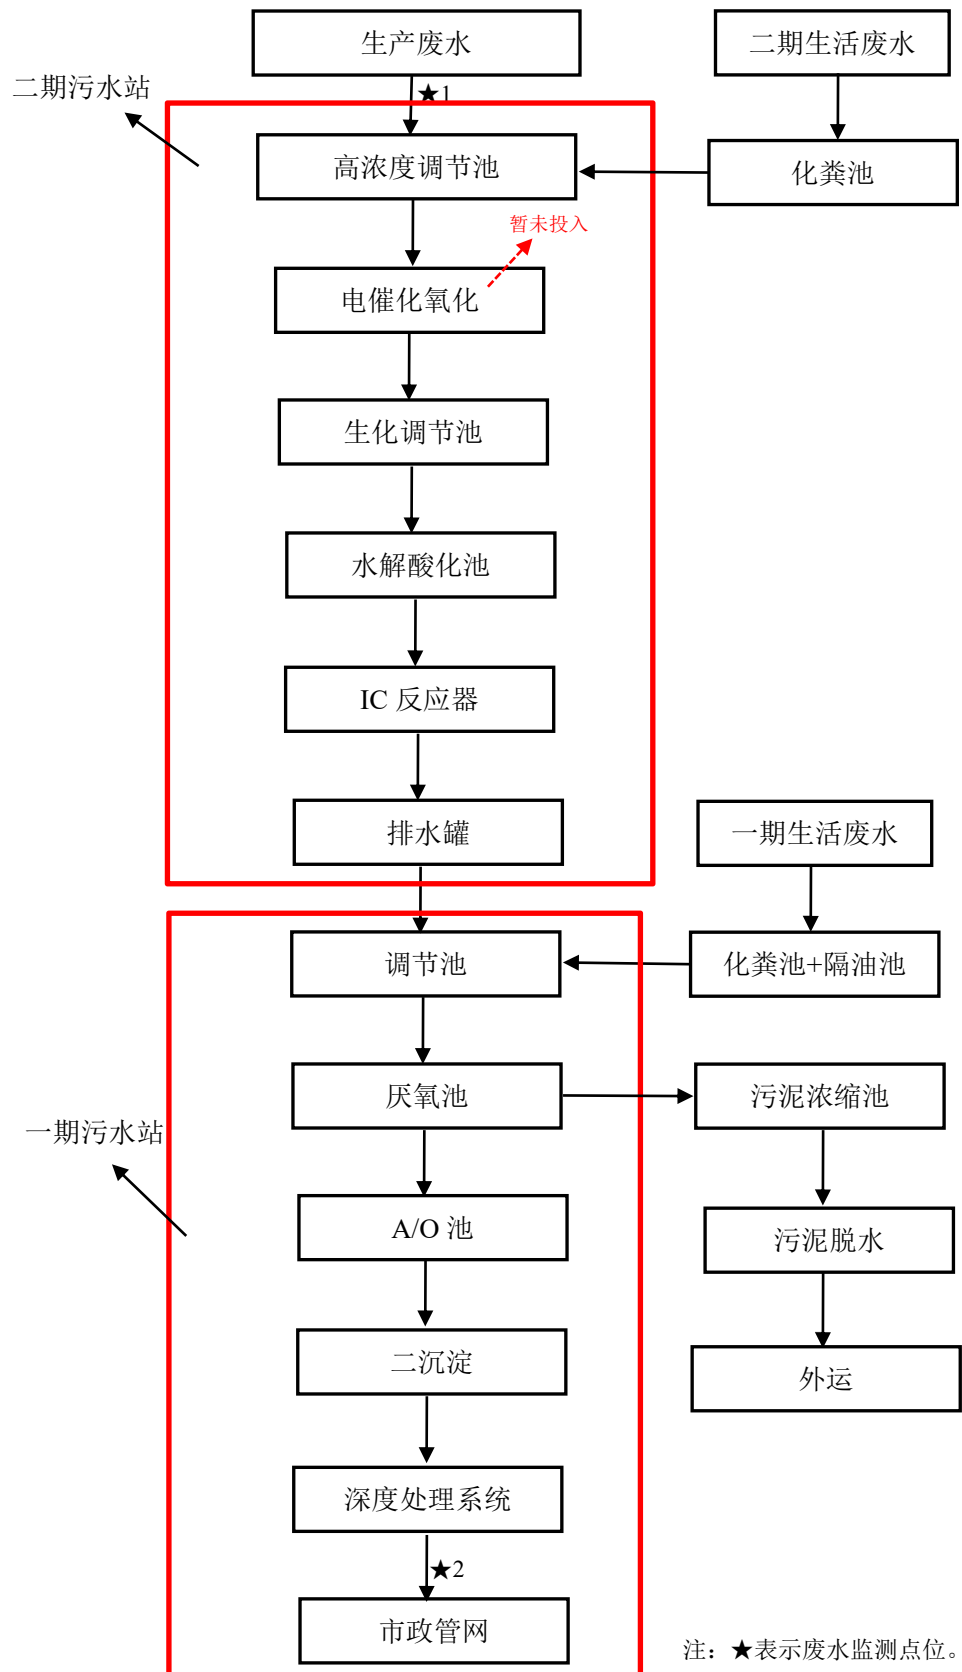 生产废水
二期生活废水
二期污水站
★1
高浓度调节池
化粪池
暂未投入
电催化氧化
生化调节池
水解酸化池
IC 反应器
排水罐
一期生活废水
调节池
化粪池+隔油池
厌氧池
污泥浓缩池
一期污水站
A/O 池
污泥脱水
二沉淀
外运
深度处理系统
★2
市政管网
注：★表示废水监测点位。